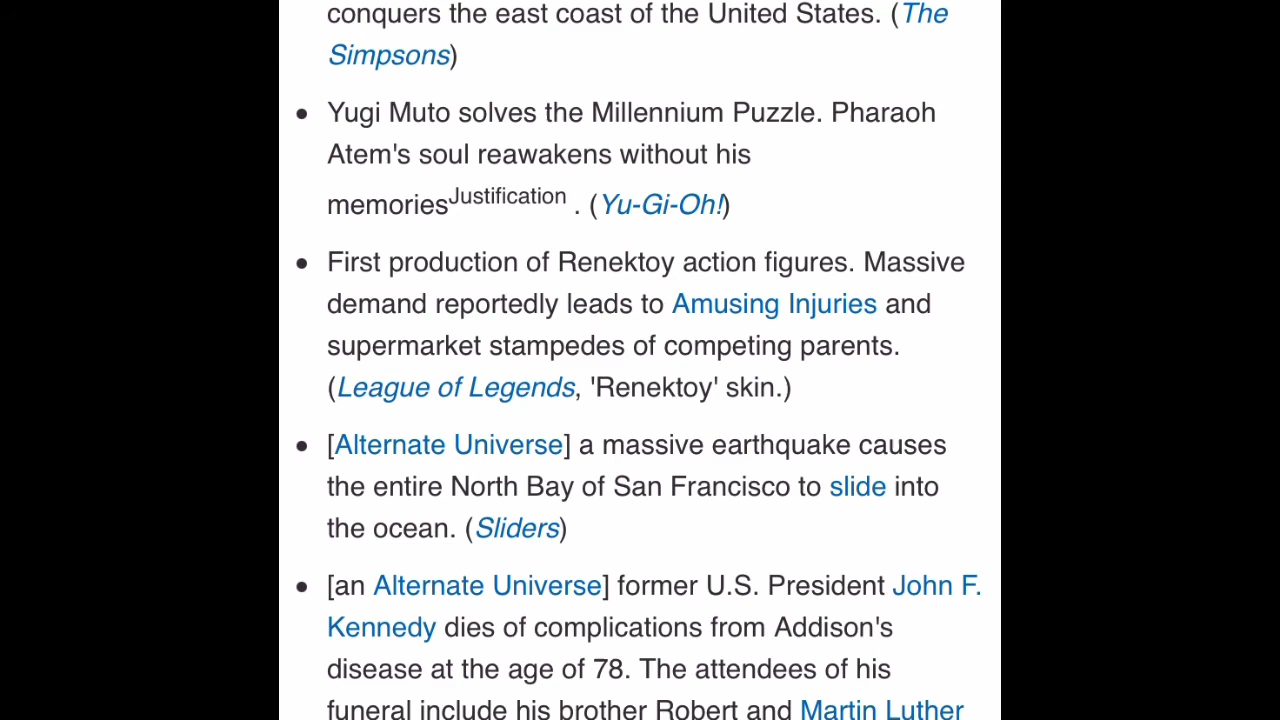 conquers the east coast of the United States. (The
Simpsons)
• Yugi Muto solves the Millennium Puzzle. Pharaoh
Atem's soul reawakens without his
memoriesJustification . (Yu-Gi-Oh!)
• First production of Renektoy action figures. Massive
demand reportedly leads to Amusing Injuries and
supermarket stampedes of competing parents.
(League of Legends, 'Renektoy' skin.)
• [Alternate Universe] a massive earthquake causes
the entire North Bay of San Francisco to slide into
the ocean. (Sliders)
• [an Alternate Universe] former U.S. President John F.
Kennedy dies of complications from Addison's
disease at the age of 78. The attendees of his
funeral include his brother Robert and Martin Luther